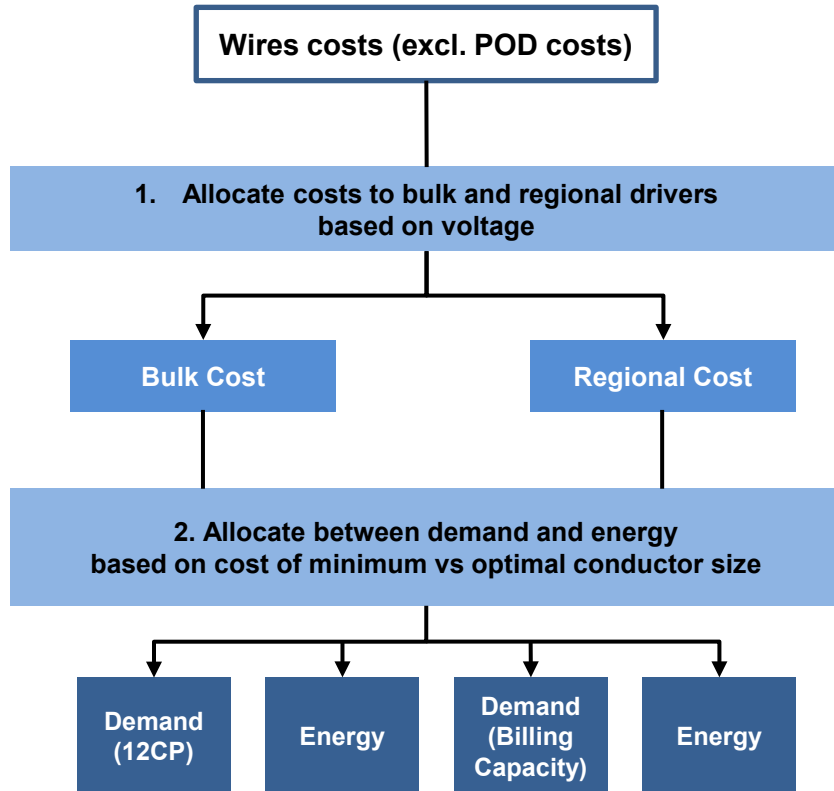 Wires costs (excl. POD costs)
1. Allocate costs to bulk and regional drivers
based on voltage
Bulk Cost
Regional Cost
2. Allocate between demand and energy
based on cost of minimum vs optimal conductor size
Demand
(12CP)
Energy
Demand
(Billing
Capacity)
Energy